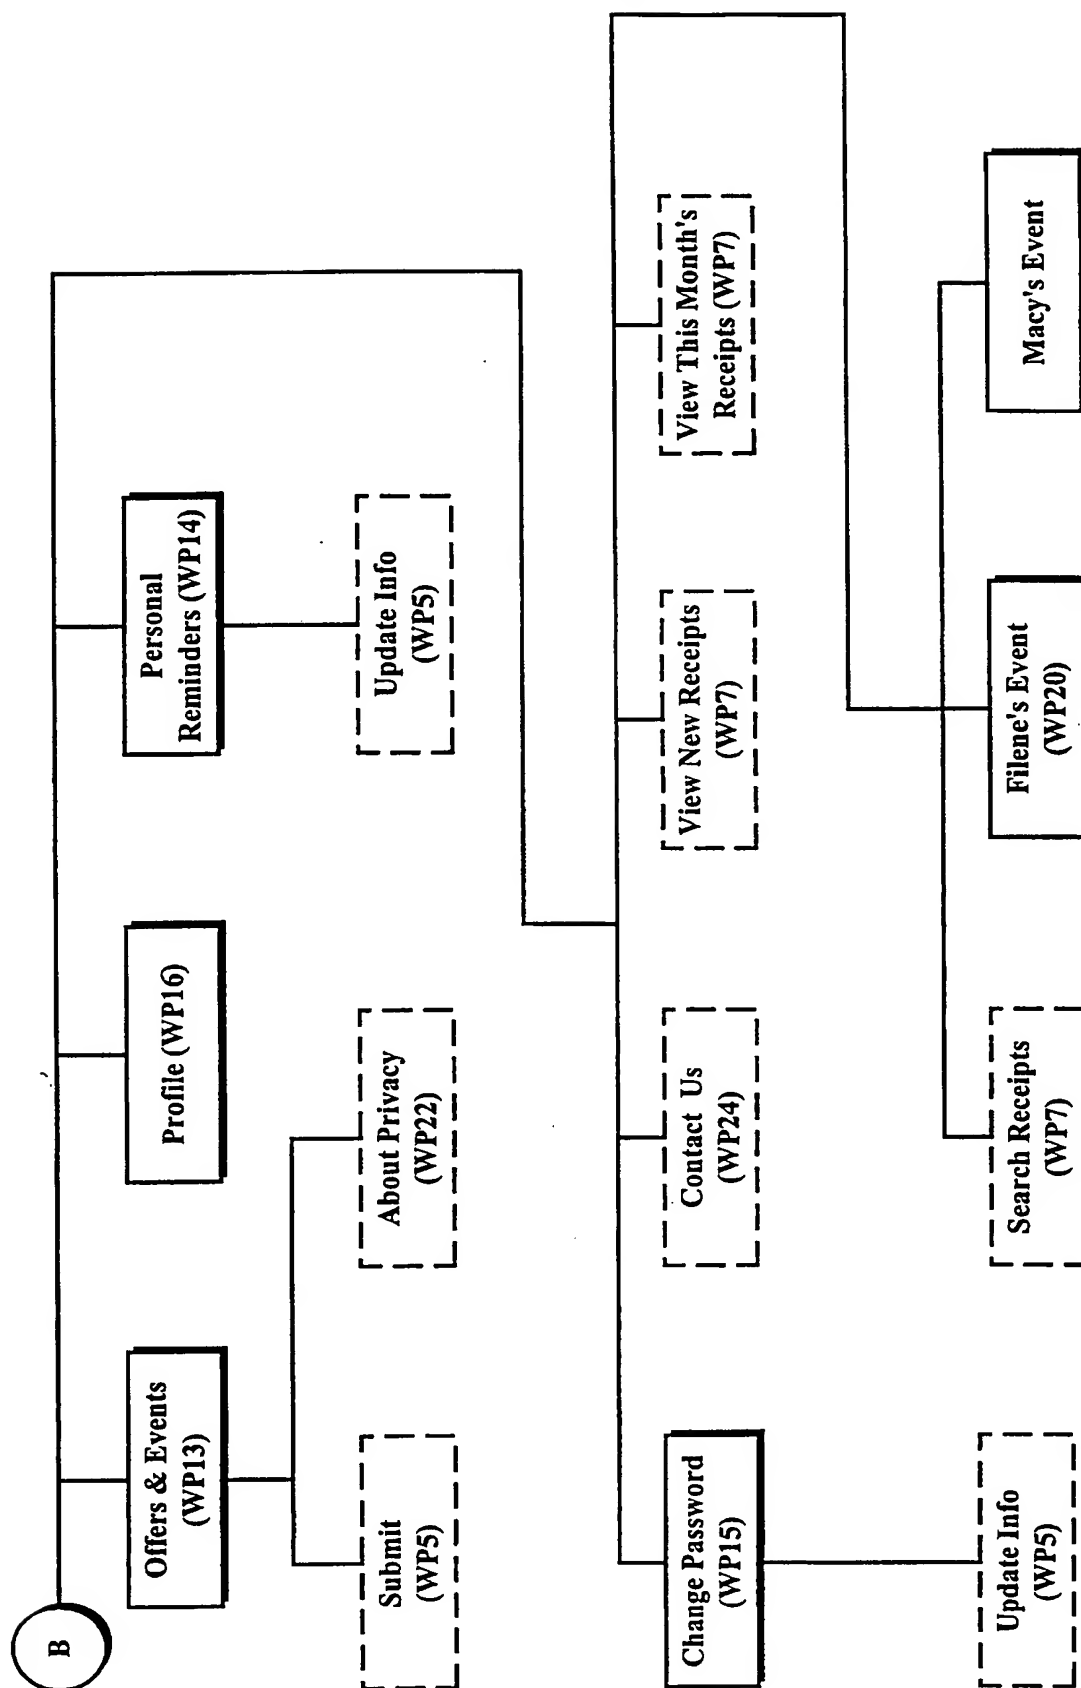 B
Offers & Events
(WP13)
Profile (WP16)
Personal
Reminders (WP14)
Submit
(WP5)
About Privacy
(WP22)
Update Info
(WP5)
Change Password
(WP15)
Contact Us
(WP24)
View New Receipts
(WP7)
View This Month's
Receipts (WP7)
Update Info
(WP5)
Search Receipts
(WP7)
Filene's Event
(WP20)
Macy's Event